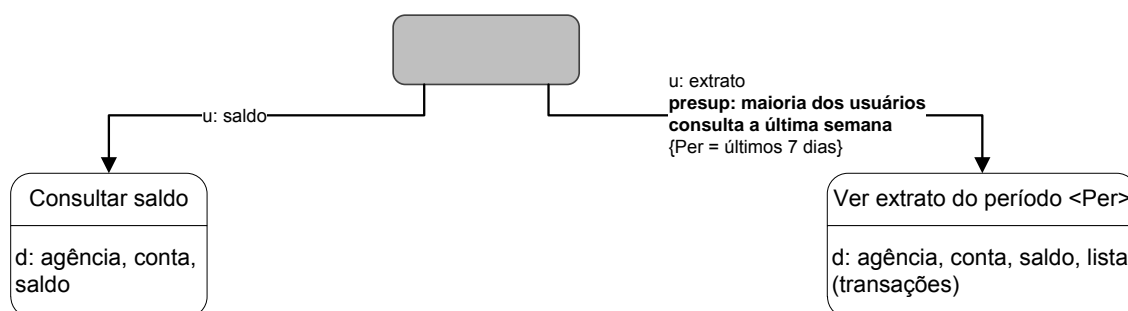 u: extrato
presup: maioria dos usuários
consulta a última semana
{Per = últimos 7 dias}
u: saldo
Consultar saldo
d: agência, conta,
saldo
Ver extrato do período <Per>
d: agência, conta, saldo, lista
(transações)